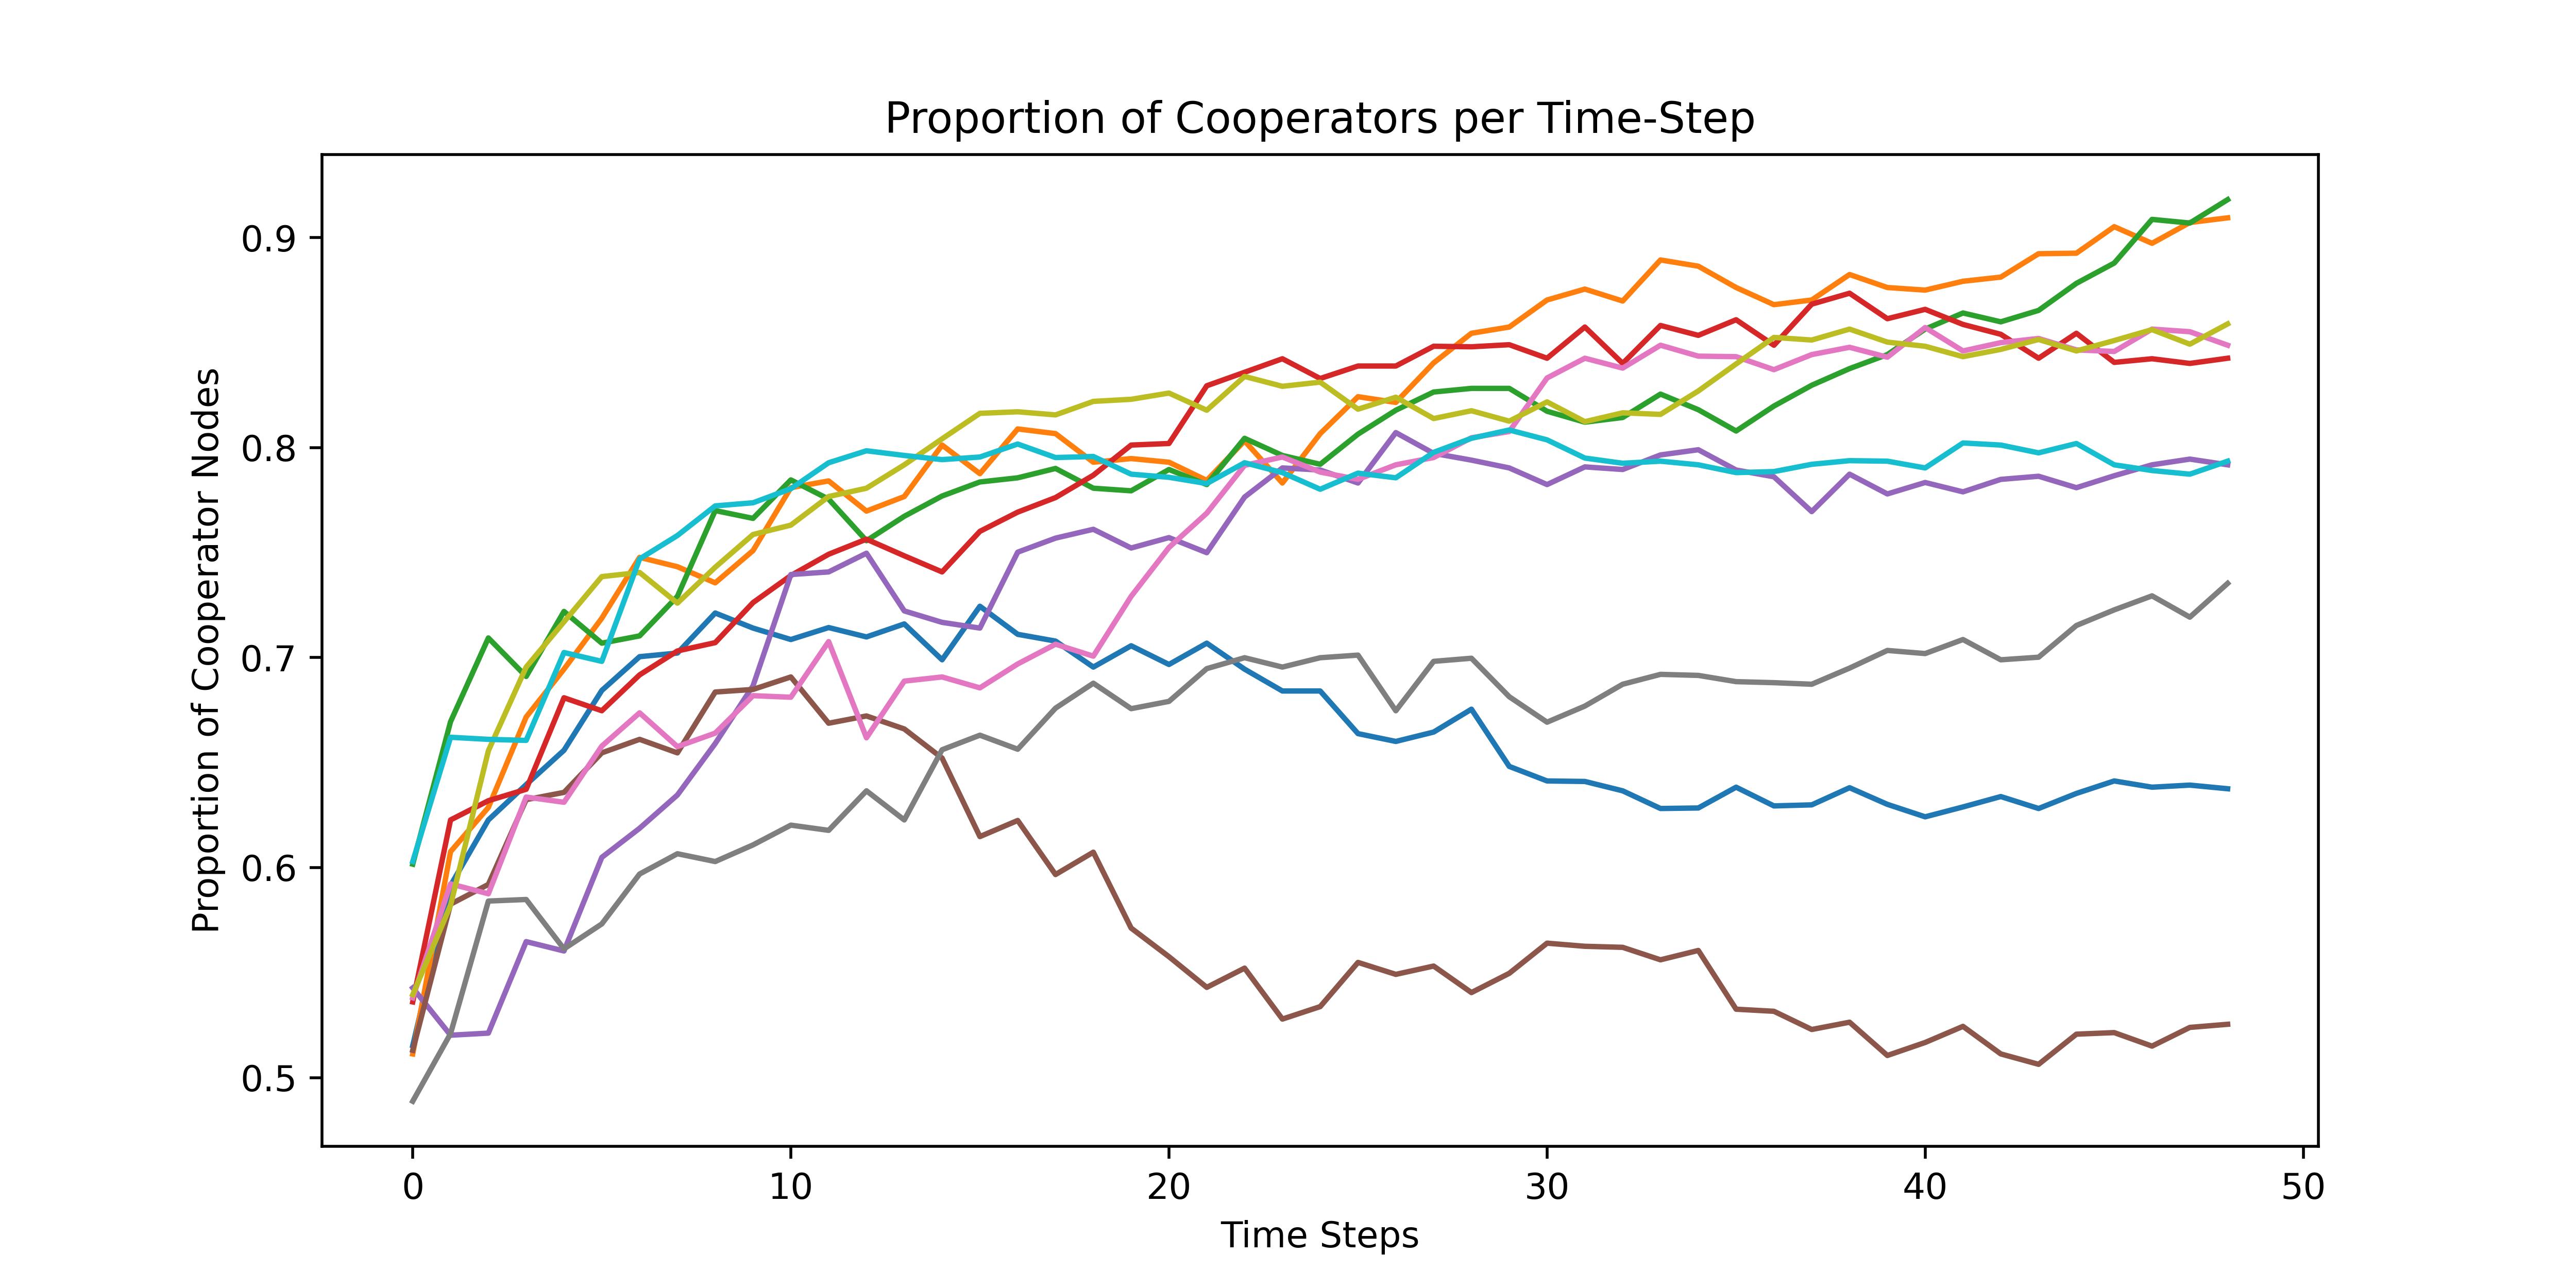 Proportion of Cooperators per Time-Step
Proportion of Cooperator Nodes
0.9
0.8
0.7
0.6
0.5
0 10 20 30 40 50
Time Steps